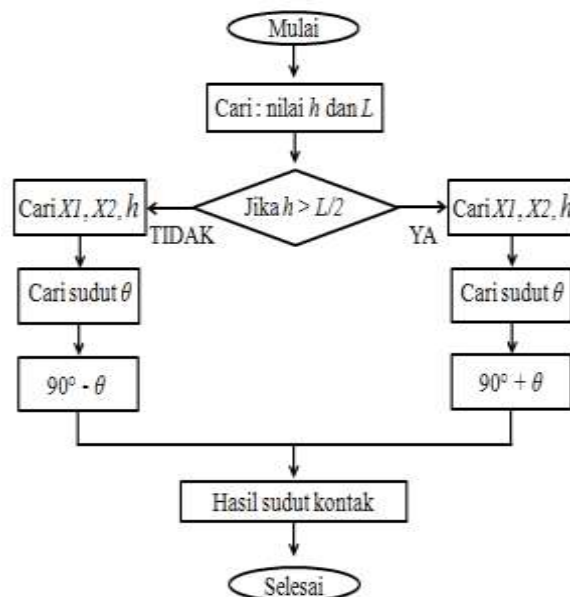 Mulai
Cari : nilai h dan L
Jika h > L/2
TIDAK
YA
Cari X1, X2, h
Cari X1, X2, h
Cari sudut θ
Cari sudut θ
90° - θ
90° + θ
Hasil sudut kontak
Selesai